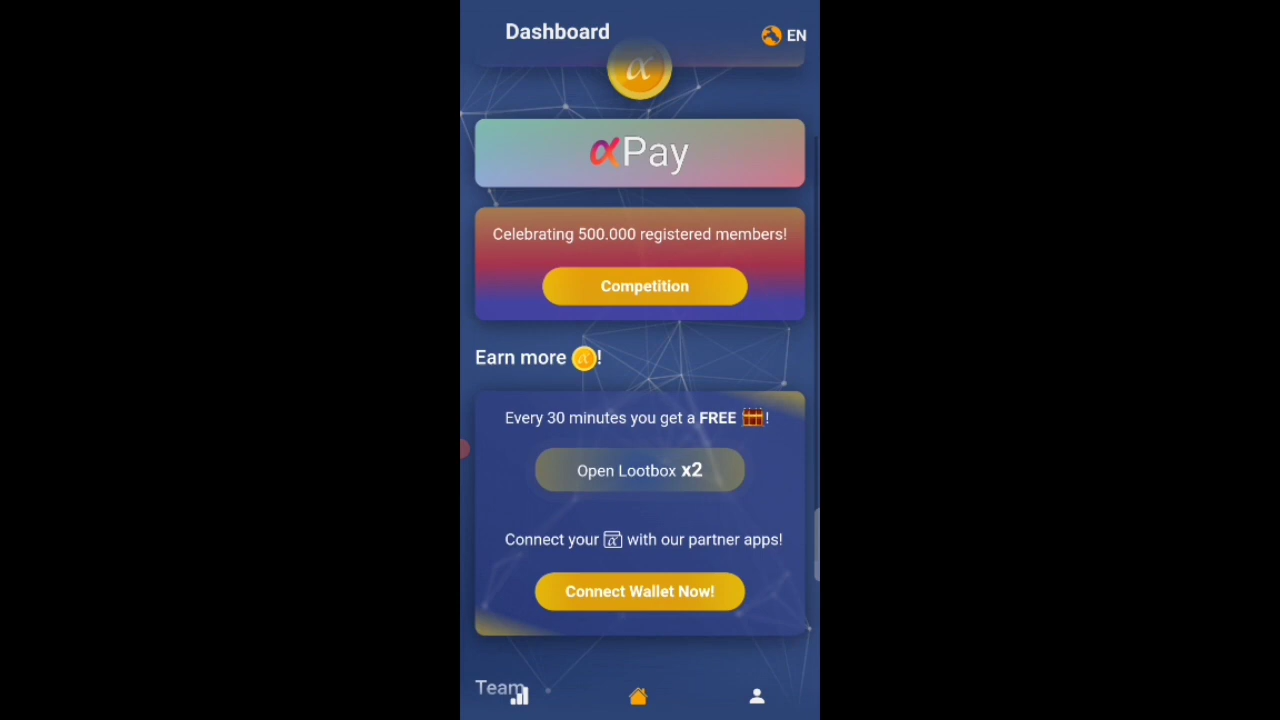 Dashboard
EN
α
αPay
Celebrating 500.000 registered members!
Competition
Earn more α!
Every 30 minutes you get a FREE !
Open Lootbox x2
Connect your α with our partner apps!
Connect Wallet Now!
Team